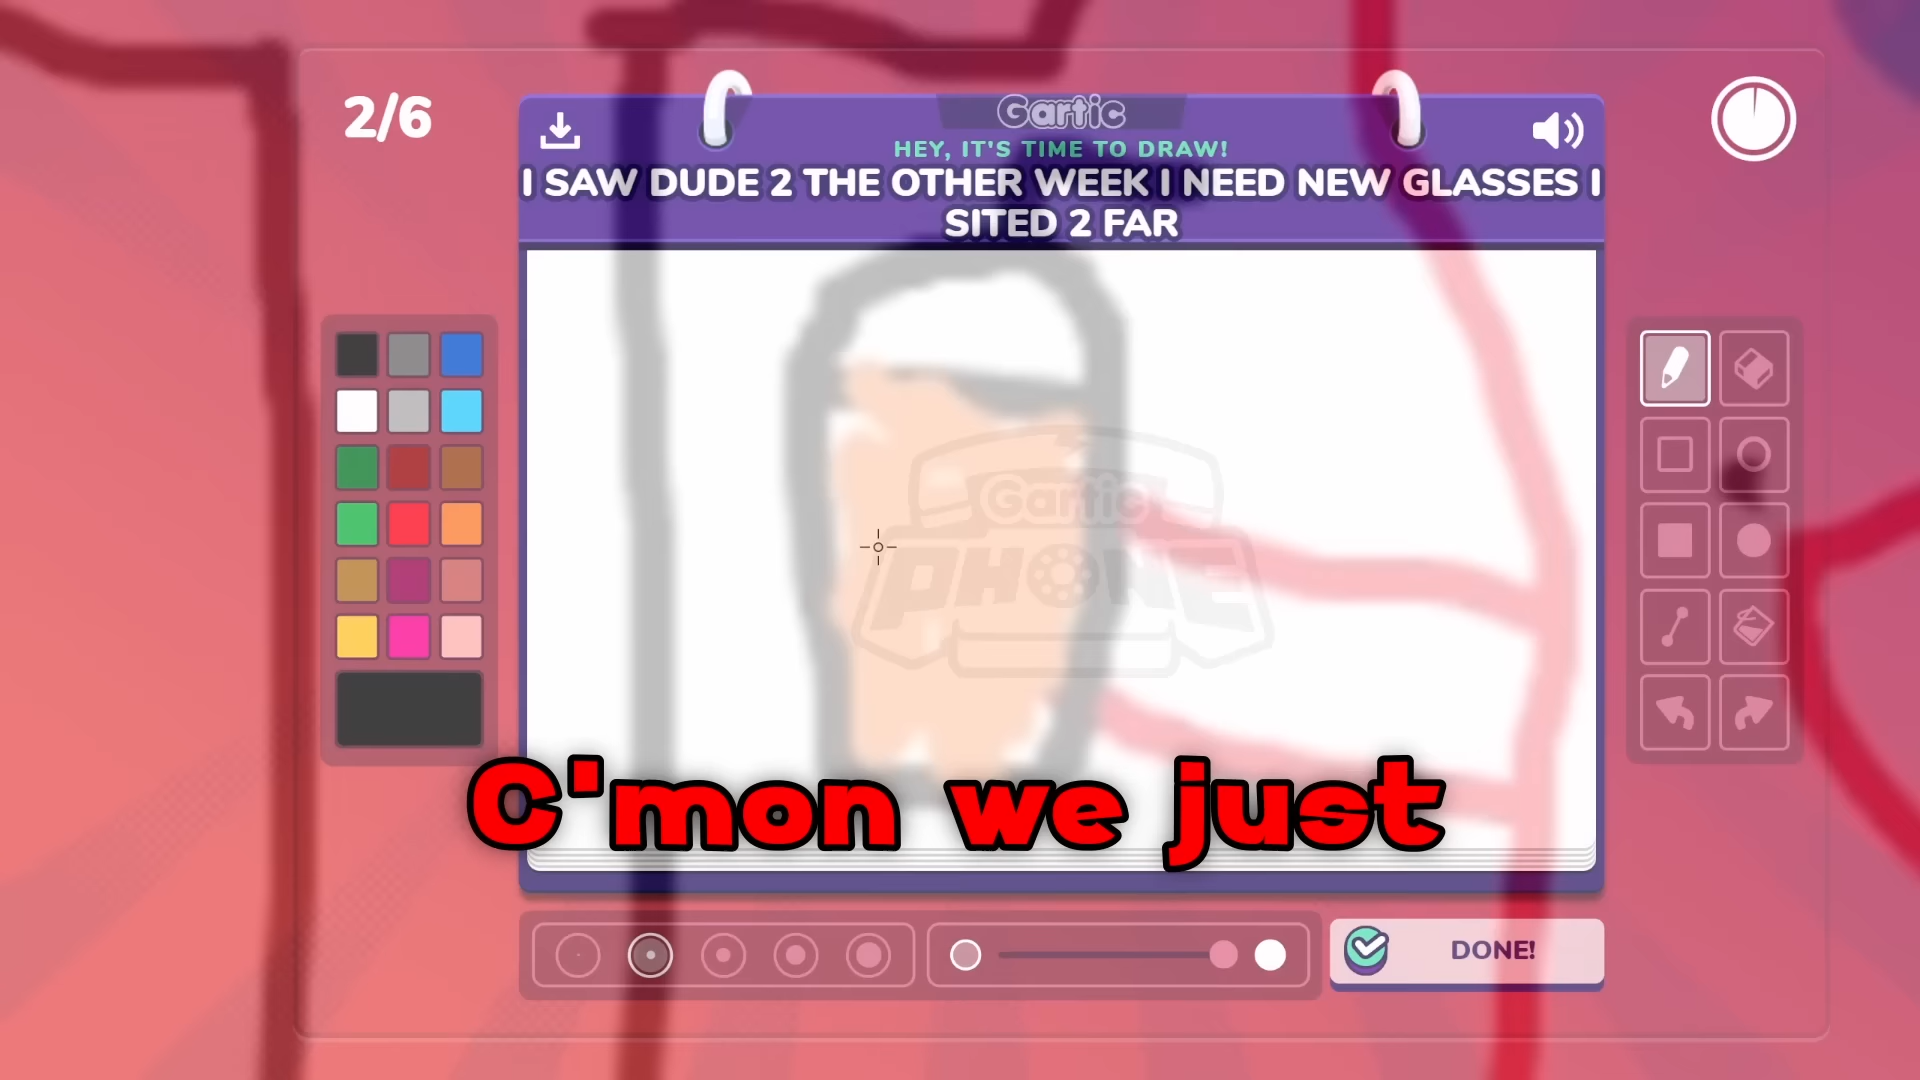 2/6
Gartic
HEY, IT'S TIME TO DRAW!
I SAW DUDE 2 THE OTHER WEEK I NEED NEW GLASSES I
SITED 2 FAR
Gartic
PHONE
C'mon we just
DONE!